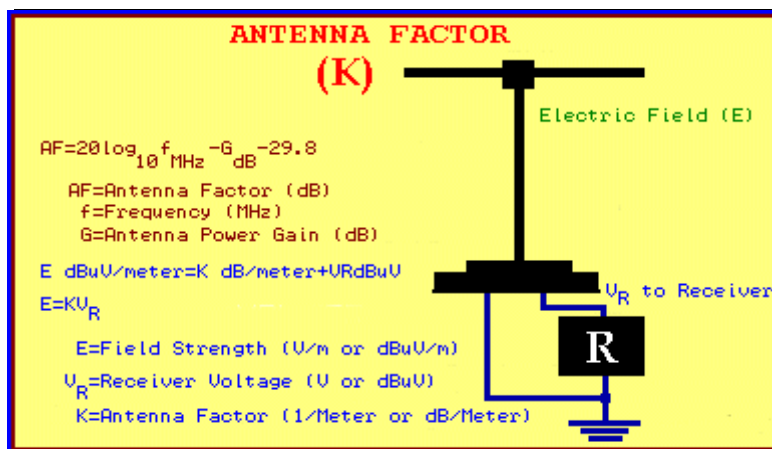 ANTENNA FACTOR
(K)
Electric Field (E)
AF=20log10fMHz-GdB-29.8
AF=Antenna Factor (dB)
f=Frequency (MHz)
G=Antenna Power Gain (dB)
E dBuV/meter=K dB/meter+VRdBuV
VR to Receiver
E=KVR
R
E=Field Strength (V/m or dBuV/m)
VR=Receiver Voltage (V or dBuV)
K=Antenna Factor (1/Meter or dB/Meter)